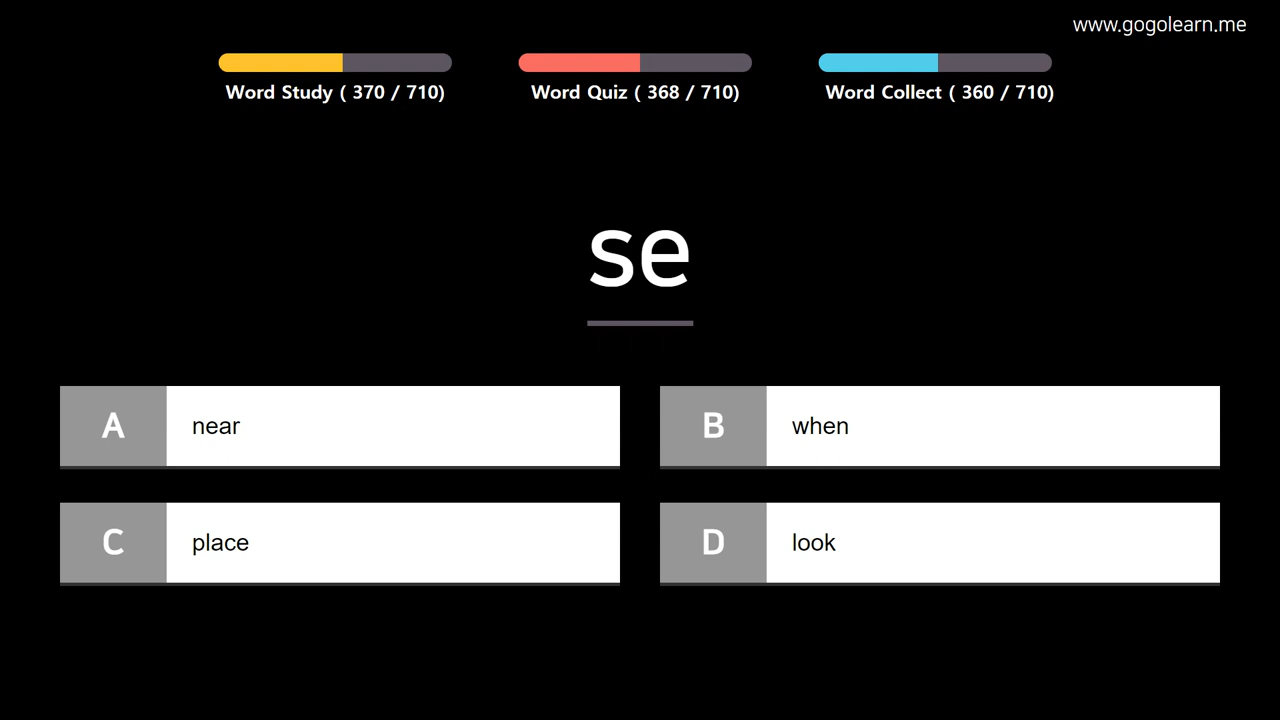 www.gogolearn.me
Word Study ( 370 / 710)
Word Quiz ( 368 / 710)
Word Collect ( 360 / 710)
se
A near
B when
C place
D look